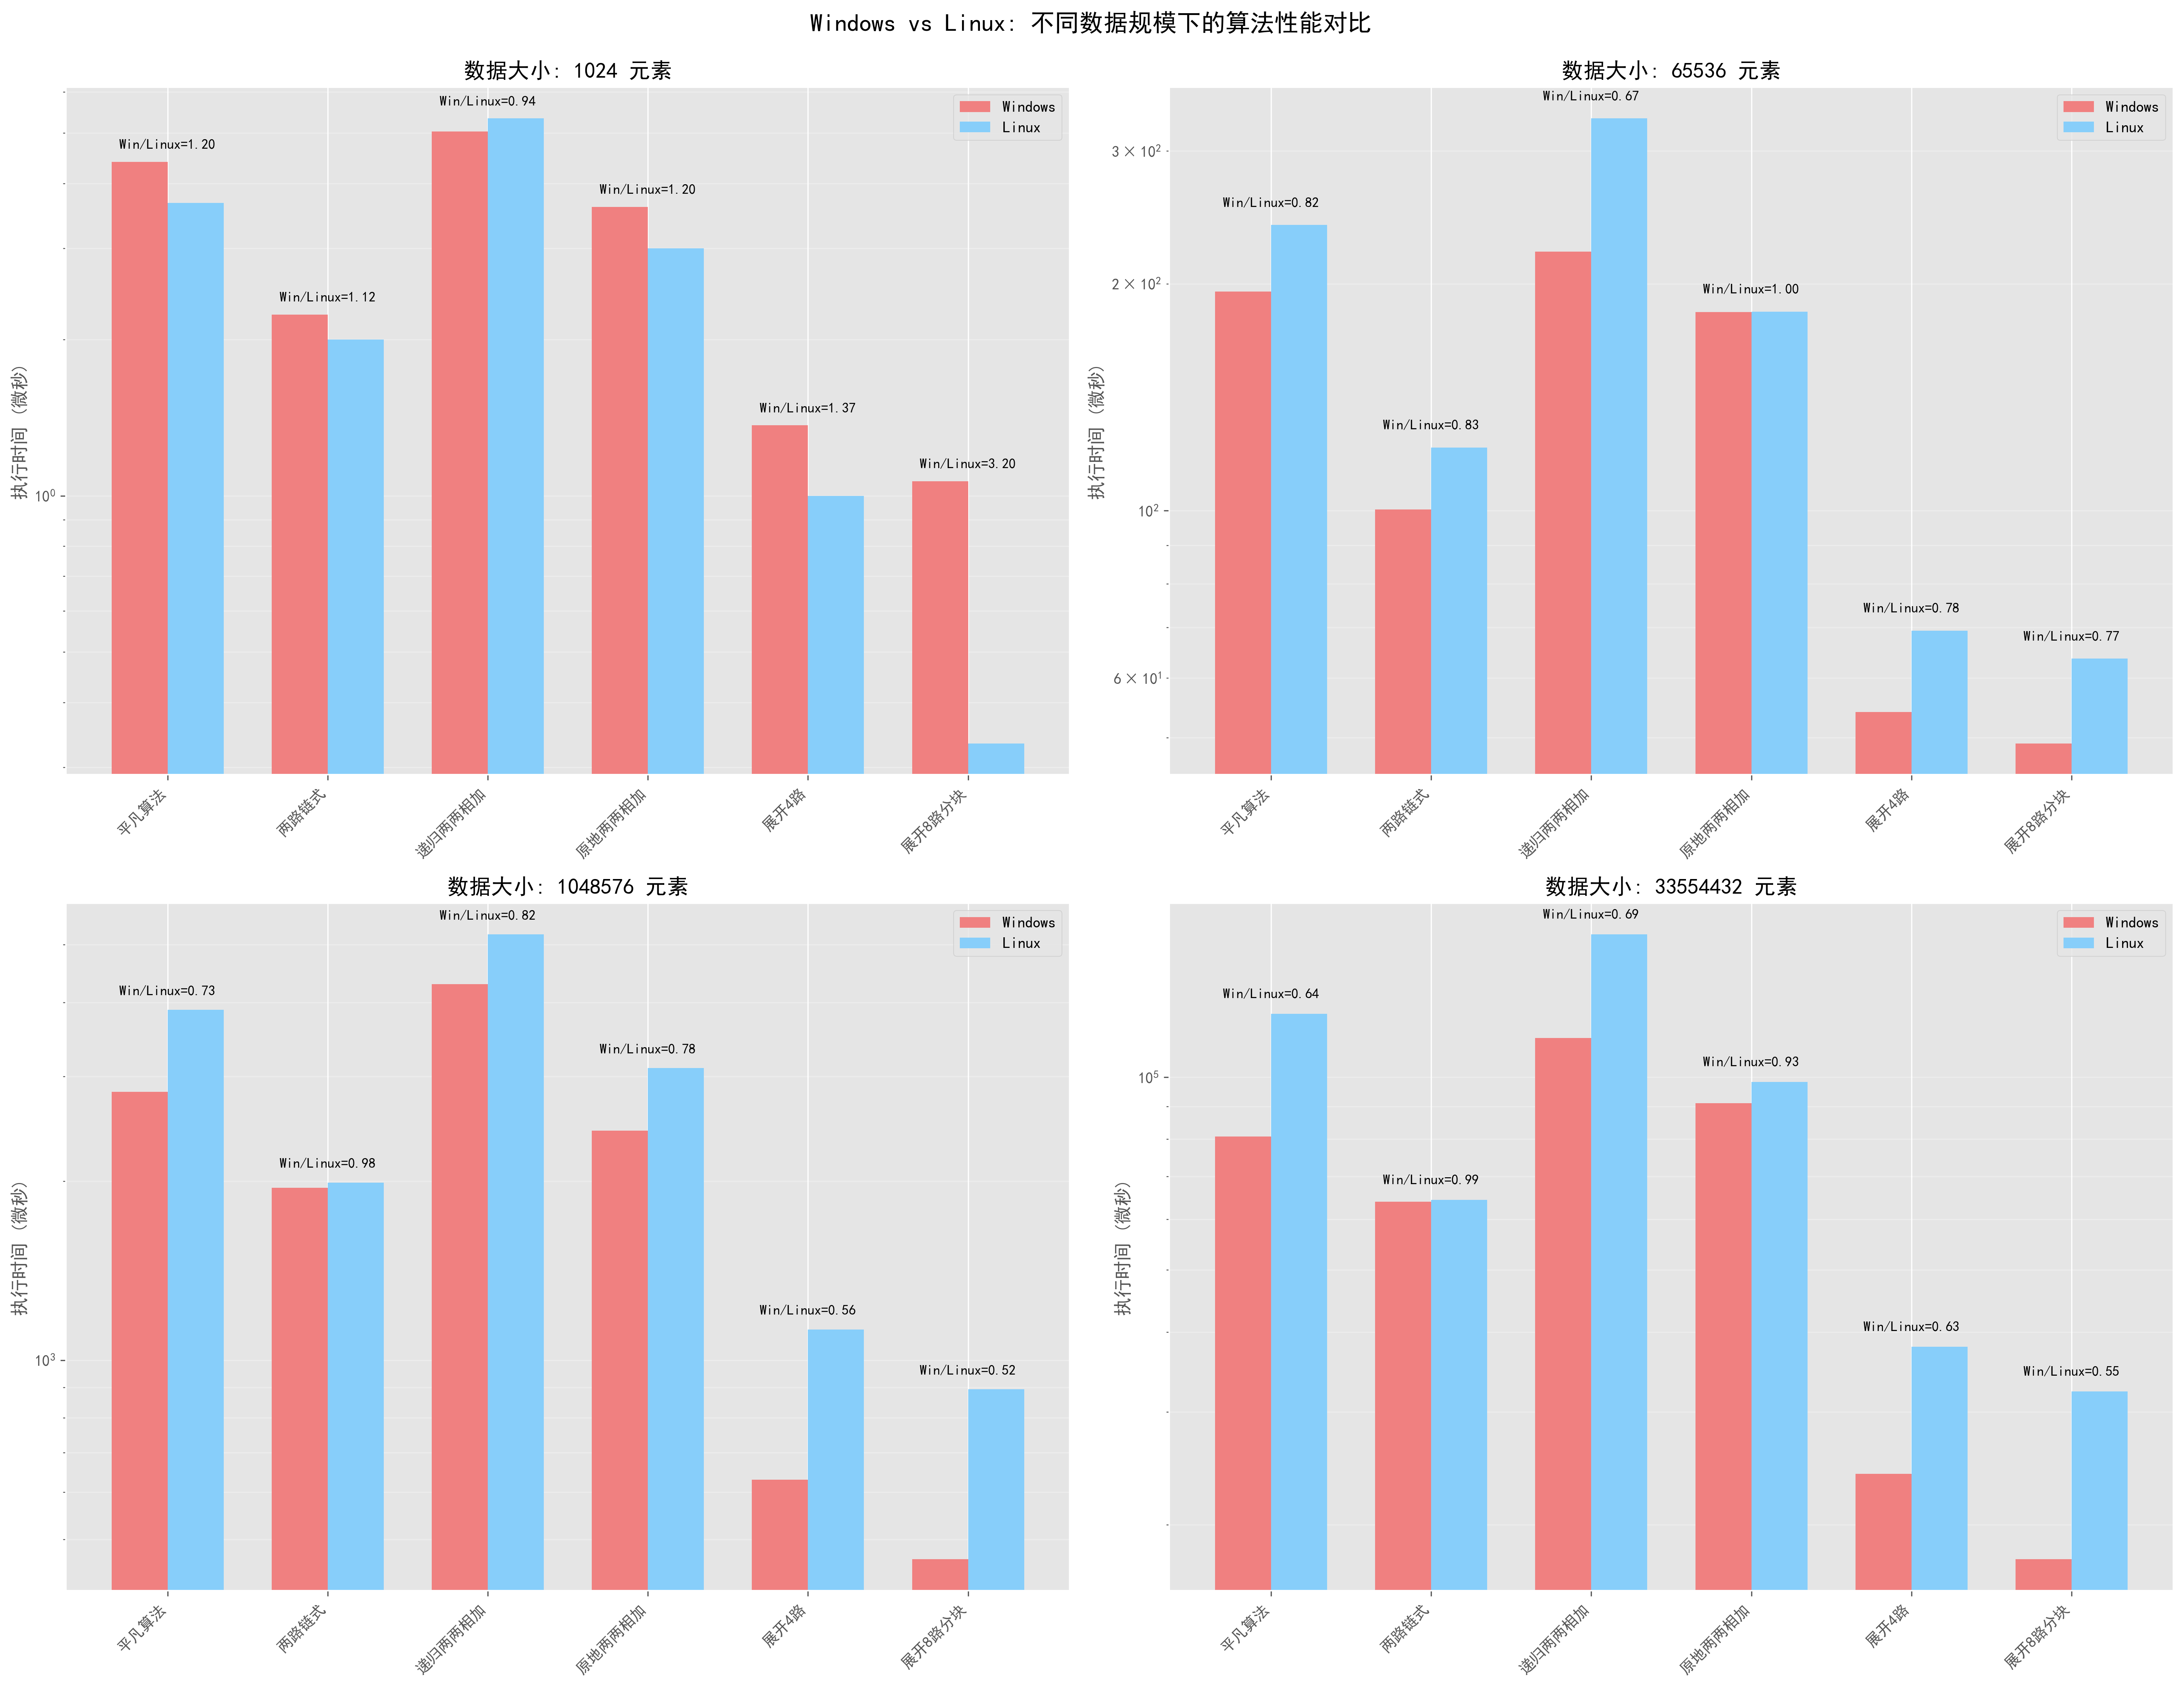 Windows vs Linux: 不同数据规模下的算法性能对比
数据大小: 1024 元素
执行时间 (微秒)
10⁰
Win/Linux=1.20
Win/Linux=1.12
Win/Linux=0.94
Win/Linux=1.20
Win/Linux=1.37
Win/Linux=3.20
Windows
Linux
平凡算法
两路链式
递归两两相加
原地两两相加
展开4路
展开8路分块
数据大小: 65536 元素
执行时间 (微秒)
3 × 10²
2 × 10²
10²
6 × 10¹
Win/Linux=0.82
Win/Linux=0.83
Win/Linux=0.67
Win/Linux=1.00
Win/Linux=0.78
Win/Linux=0.77
Windows
Linux
平凡算法
两路链式
递归两两相加
原地两两相加
展开4路
展开8路分块
数据大小: 1048576 元素
执行时间 (微秒)
10³
Win/Linux=0.73
Win/Linux=0.98
Win/Linux=0.82
Win/Linux=0.78
Win/Linux=0.56
Win/Linux=0.52
Windows
Linux
平凡算法
两路链式
递归两两相加
原地两两相加
展开4路
展开8路分块
数据大小: 33554432 元素
执行时间 (微秒)
10⁵
Win/Linux=0.64
Win/Linux=0.99
Win/Linux=0.69
Win/Linux=0.93
Win/Linux=0.63
Win/Linux=0.55
Windows
Linux
平凡算法
两路链式
递归两两相加
原地两两相加
展开4路
展开8路分块